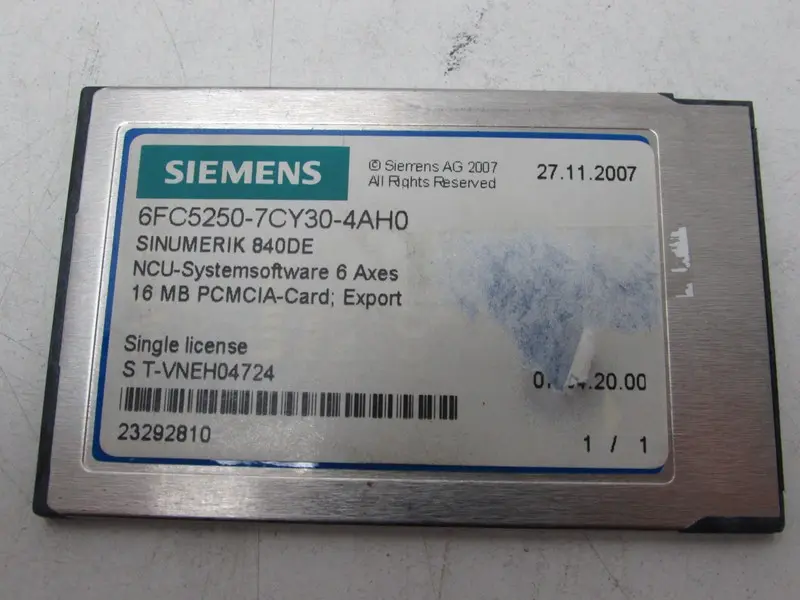 SIEMENS
© Siemens AG 2007
All Rights Reserved
27.11.2007
6FC5250-7CY30-4AH0
SINUMERIK 840DE
NCU-Systemsoftware 6 Axes
16 MB PCMCIA-Card; Export
Single license
S T-VNEH04724
23292810
1 / 1